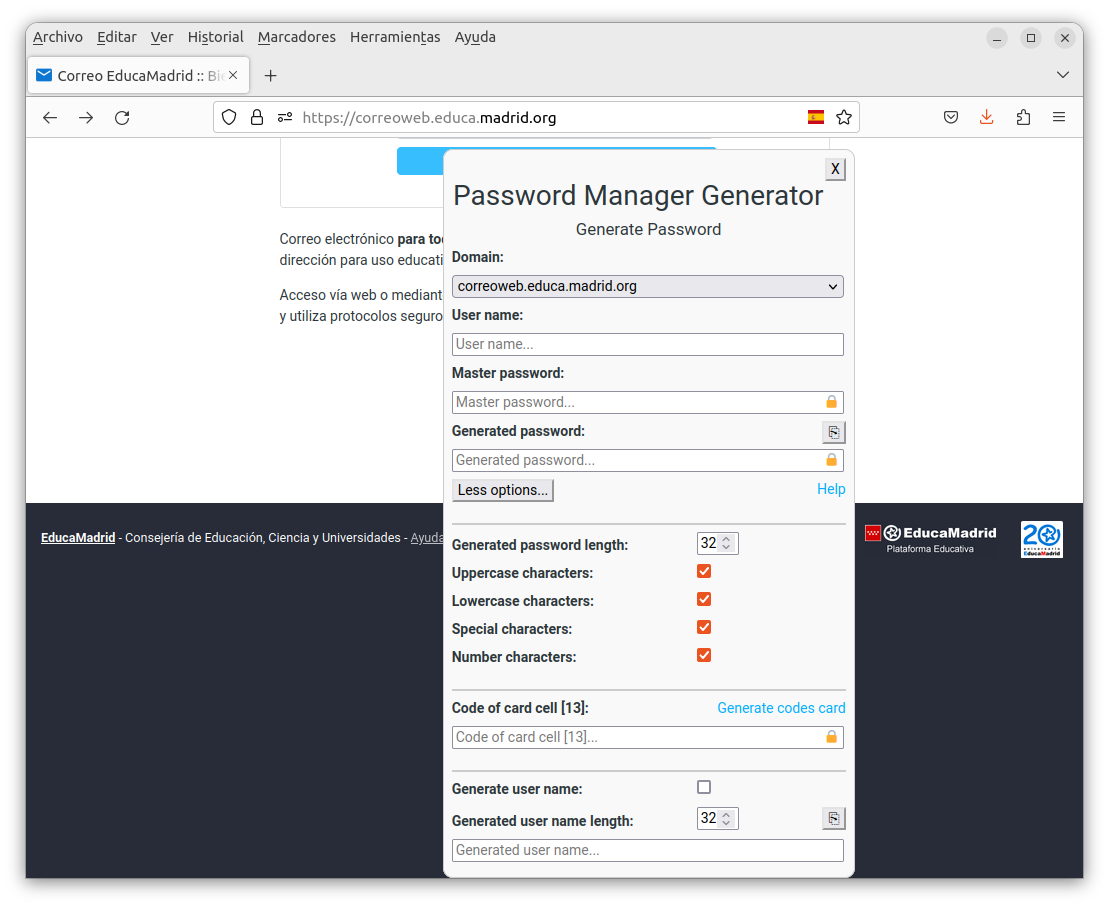 Archivo Editar Ver Historial Marcadores Herramientas Ayuda
Correo EducaMadrid :: Bie
https://correoweb.educa.madrid.org
X
Password Manager Generator
Generate Password
Correo electrónico para
dirección para uso
Acceso vía web o
y utiliza protocolos
Domain:
correoweb.educa.madrid.org
User name:
User name...
Master password:
Master password...
Generated password:
Generated password...
Less options...
Help
EducaMadrid - Consejería de Educación, Ciencia y Universidades - Ayuda
EducaMadrid
Plataforma Educativa
20
aniversario
EducaMadrid
Generated password length:
32
Uppercase characters:
Lowercase characters:
Special characters:
Number characters:
Code of card cell [13]:
Generate codes card
Code of card cell [13]...
Generate user name:
Generated user name length:
32
Generated user name...